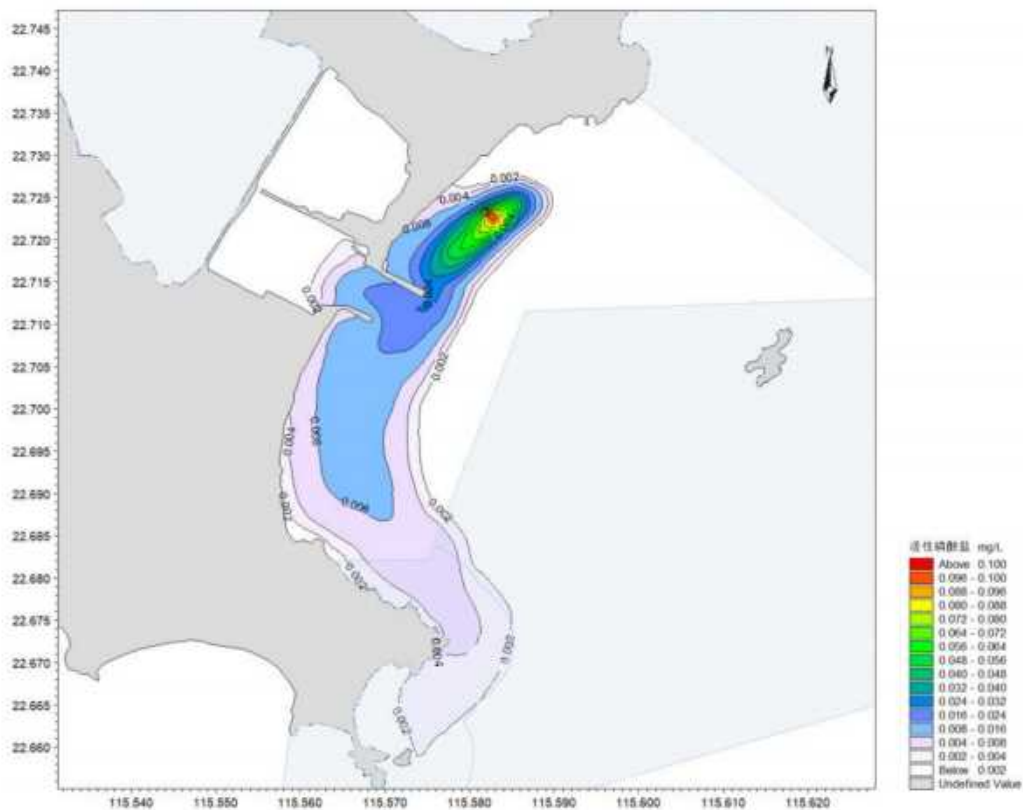 22.745
22.740
22.735
22.730
22.725
22.720
22.715
22.710
22.705
22.700
22.695
22.690
22.685
22.680
22.675
22.670
22.665
22.660
115.540 115.550 115.560 115.570 115.580 115.590 115.600 115.610 115.620
N
0.002
0.004
0.008
0.002
0.002
0.008
0.004
0.008
0.002
0.002
0.002
0.004
0.002
0.002
活性磷酸盐 mg/L
Above 0.100
0.096 - 0.100
0.088 - 0.096
0.080 - 0.088
0.072 - 0.080
0.064 - 0.072
0.056 - 0.064
0.048 - 0.056
0.040 - 0.048
0.032 - 0.040
0.024 - 0.032
0.016 - 0.024
0.008 - 0.016
0.004 - 0.008
0.002 - 0.004
Below 0.002
Undefined Value